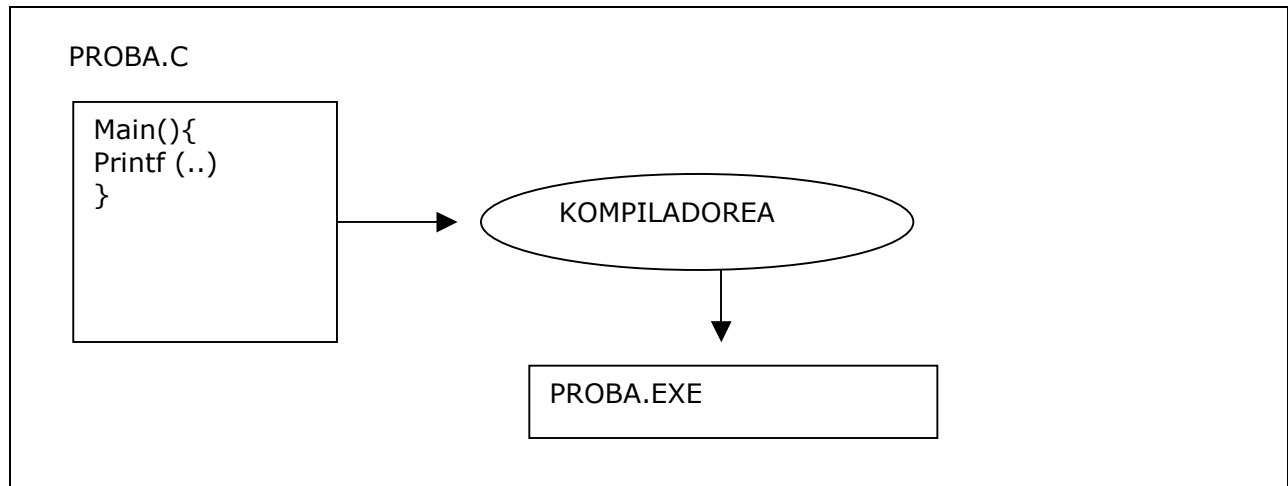 PROBA.C
Main(){
Printf (..)
}
KOMPILADOREA
PROBA.EXE